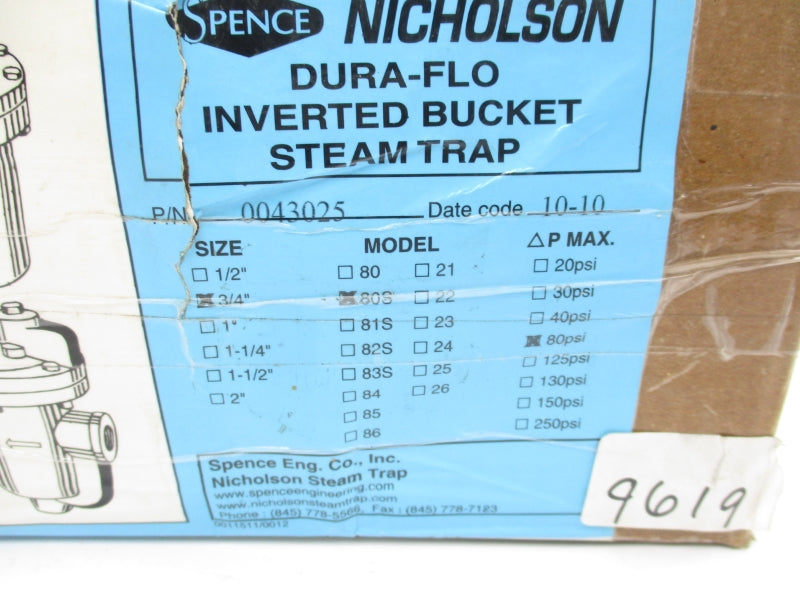 SPENCE NICHOLSON
DURA-FLO
INVERTED BUCKET
STEAM TRAP
P/N 0043025 Date code 10-10
SIZE MODEL △P MAX.
1/2" 80 21 20psi
3/4" 80S 22 30psi
1" 81S 23 40psi
1-1/4" 82S 24 80psi
1-1/2" 83S 25 125psi
2" 84 26 130psi
85 150psi
86 250psi
Spence Eng. Co., Inc.
Nicholson Steam Trap
www.spenceengineering.com
www.nicholsonsteamtrap.com
Phone : (845) 778-5566, Fax : (845) 778-7123
0011511/0012
9619